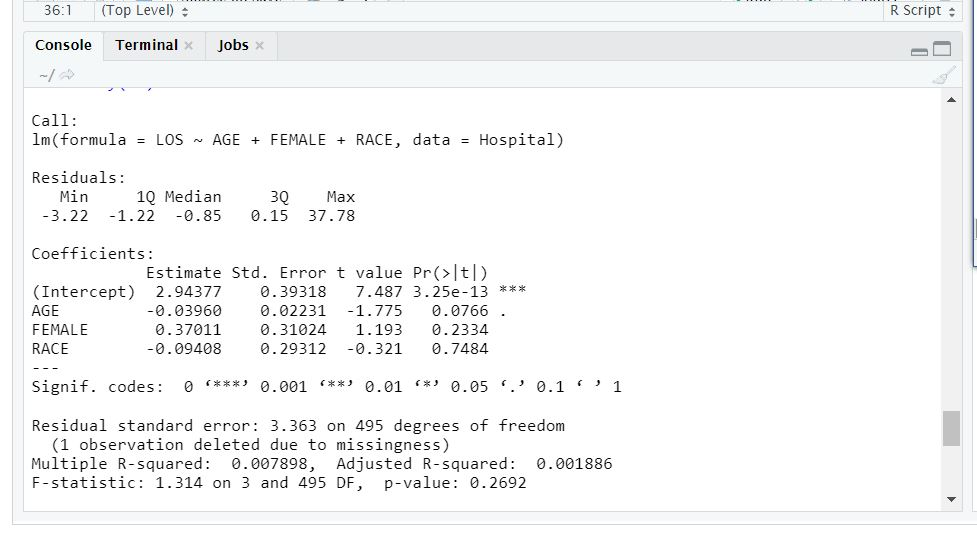 36:1 (Top Level) R Script
Console Terminal Jobs
~/
Call:
lm(formula = LOS ~ AGE + FEMALE + RACE, data = Hospital)
Residuals:
Min 1Q Median 3Q Max
-3.22 -1.22 -0.85 0.15 37.78
Coefficients:
Estimate Std. Error t value Pr(>|t|)
(Intercept) 2.94377 0.39318 7.487 3.25e-13 ***
AGE -0.03960 0.02231 -1.775 0.0766 .
FEMALE 0.37011 0.31024 1.193 0.2334
RACE -0.09408 0.29312 -0.321 0.7484
---
Signif. codes: 0 ‘***’ 0.001 ‘**’ 0.01 ‘*’ 0.05 ‘.’ 0.1 ‘ ’ 1
Residual standard error: 3.363 on 495 degrees of freedom
(1 observation deleted due to missingness)
Multiple R-squared: 0.007898, Adjusted R-squared: 0.001886
F-statistic: 1.314 on 3 and 495 DF, p-value: 0.2692